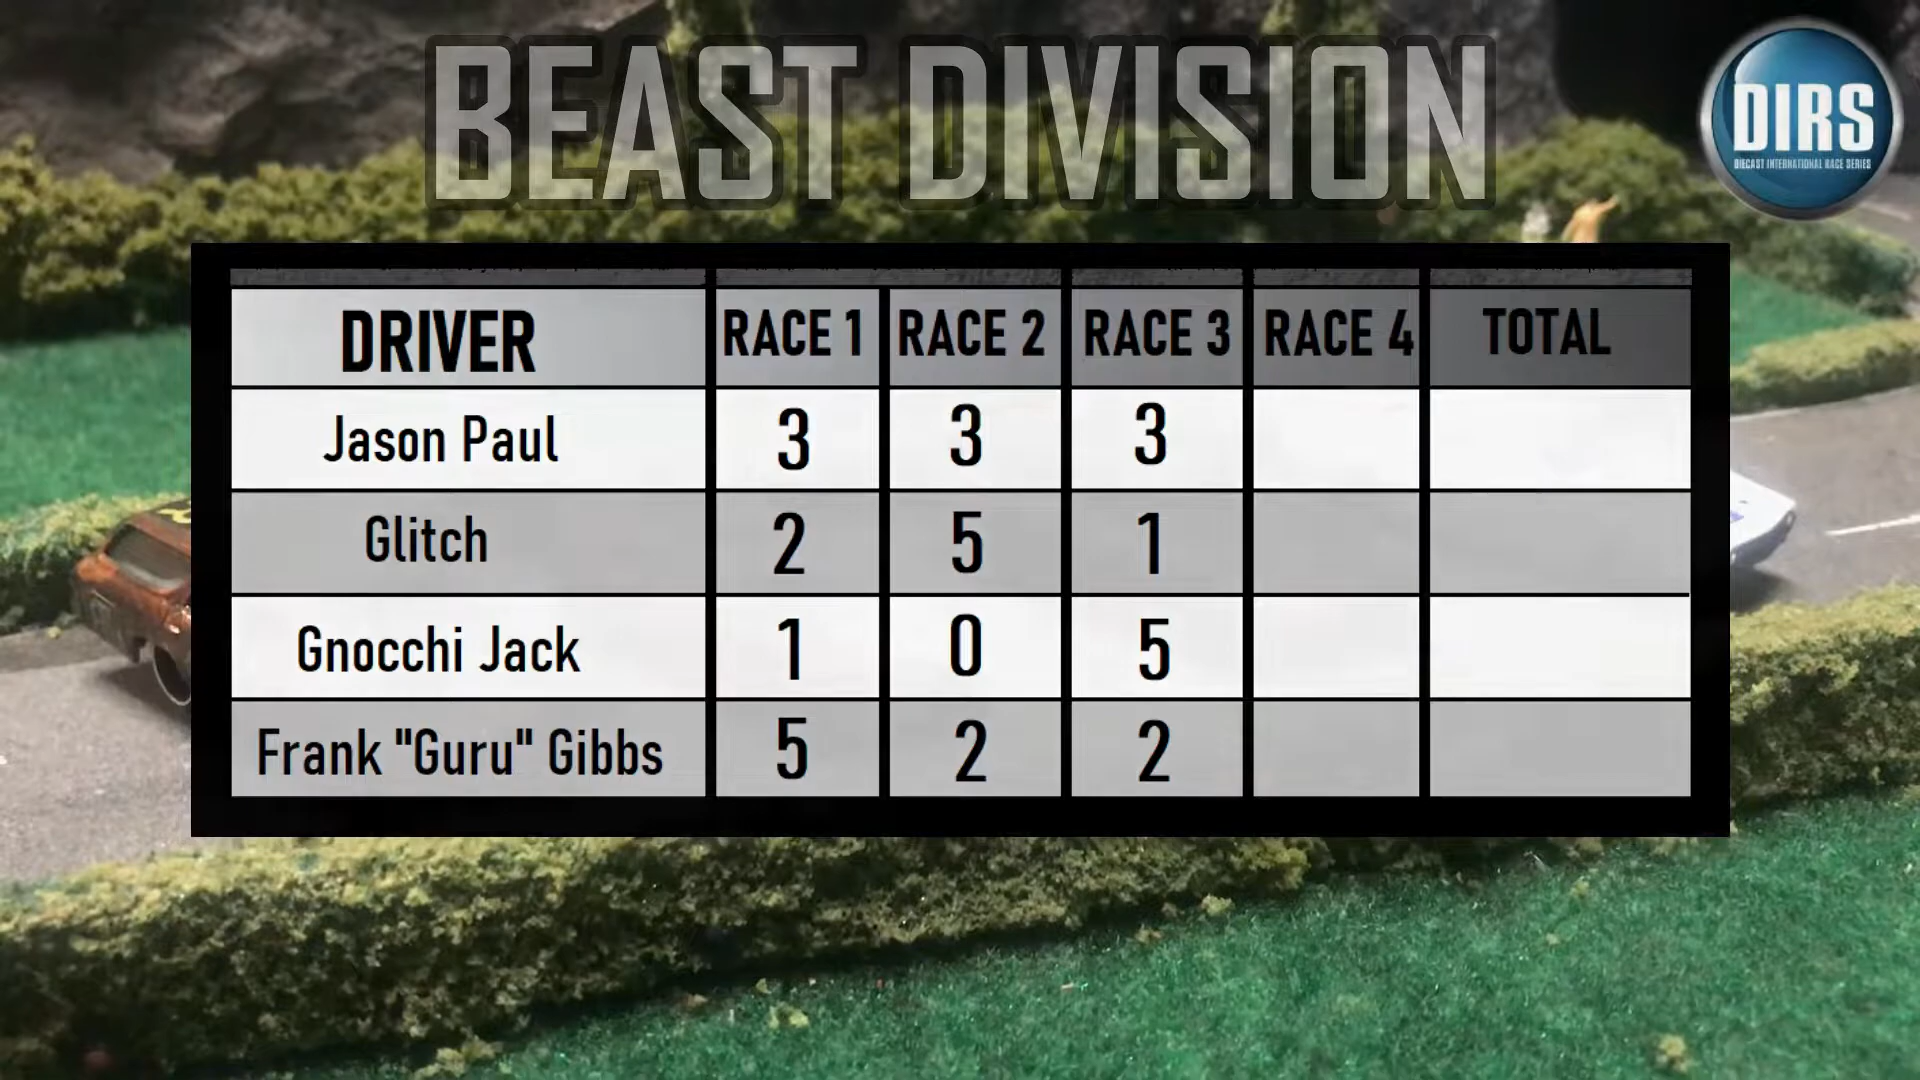 BEAST DIVISION
DIRS
DIECAST INTERNATIONAL RACE SERIES
DRIVER RACE 1 RACE 2 RACE 3 RACE 4 TOTAL
Jason Paul 3 3 3
Glitch 2 5 1
Gnocchi Jack 1 0 5
Frank "Guru" Gibbs 5 2 2